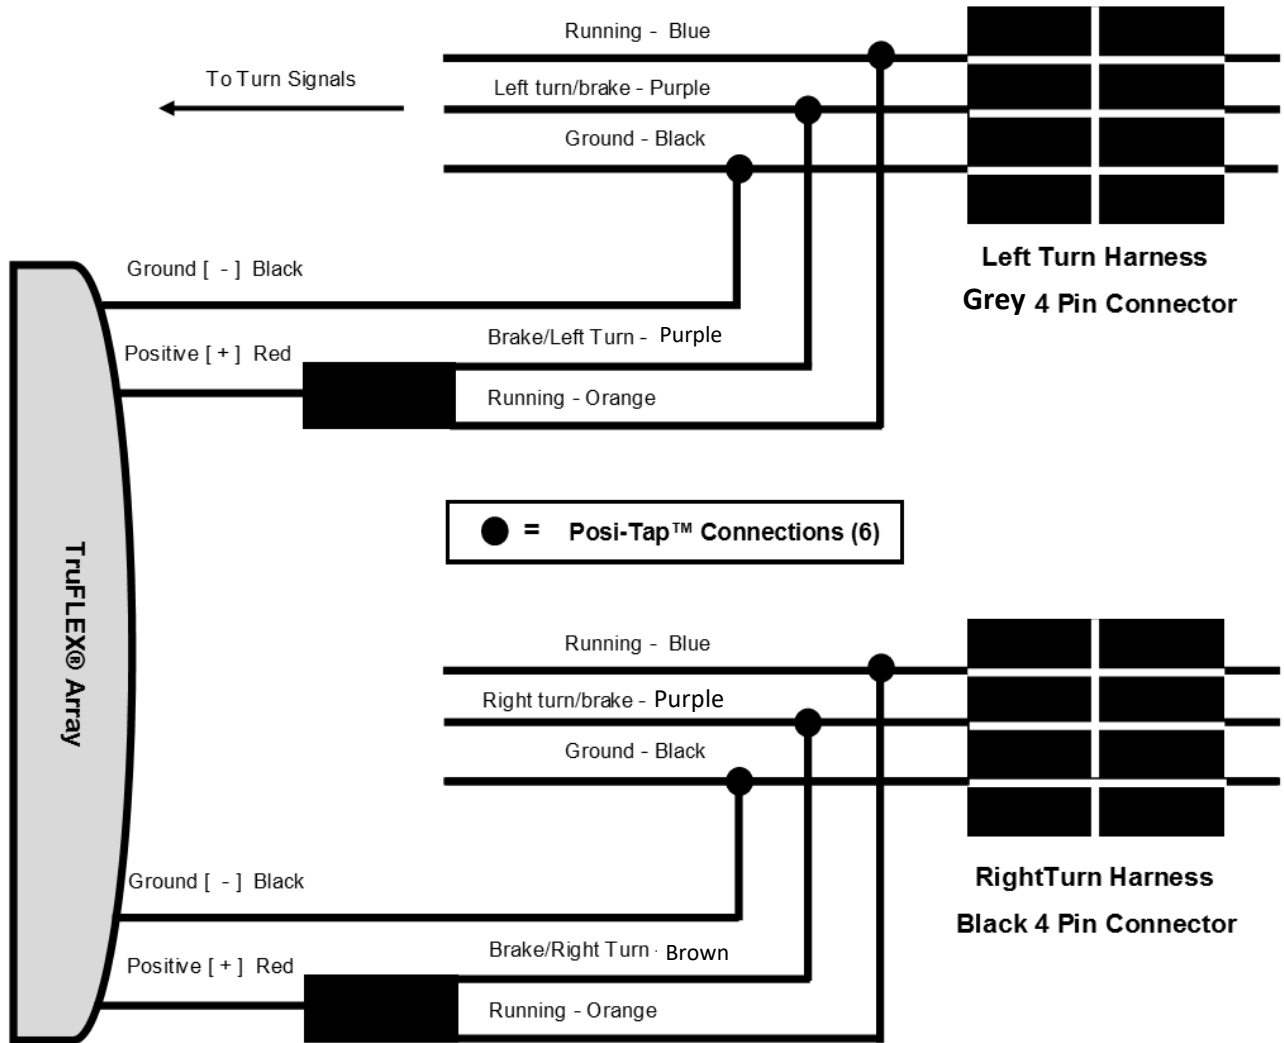 Running - Blue
To Turn Signals
Left turn/brake - Purple
Ground - Black
Left Turn Harness
Grey 4 Pin Connector
Ground [ - ] Black
Brake/Left Turn - Purple
Positive [ + ] Red
Running - Orange
= Posi-Tap™ Connections (6)
TruFLEX® Array
Running - Blue
Right turn/brake - Purple
Ground - Black
RightTurn Harness
Black 4 Pin Connector
Ground [ - ] Black
Brake/Right Turn - Brown
Positive [ + ] Red
Running - Orange